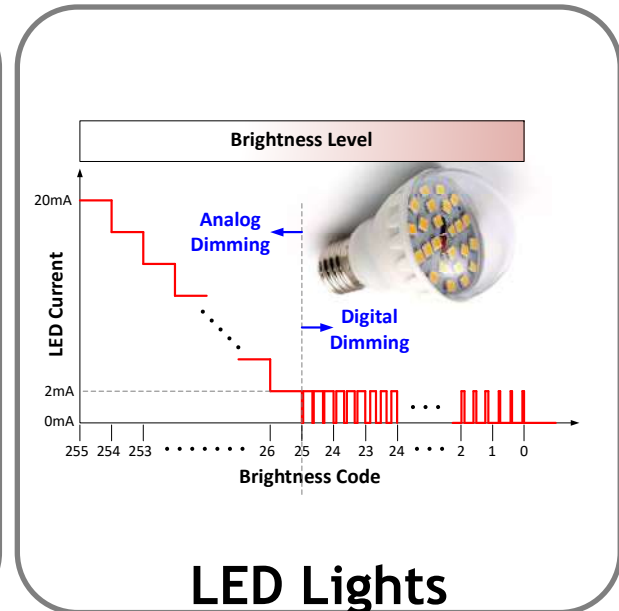 Brightness Level
20mA
Analog
Dimming
LED Current
Digital
Dimming
2mA
0mA
255 254 253 . . . . . . . . 26 25 24 23 24 . . . . 2 1 0
Brightness Code
LED Lights